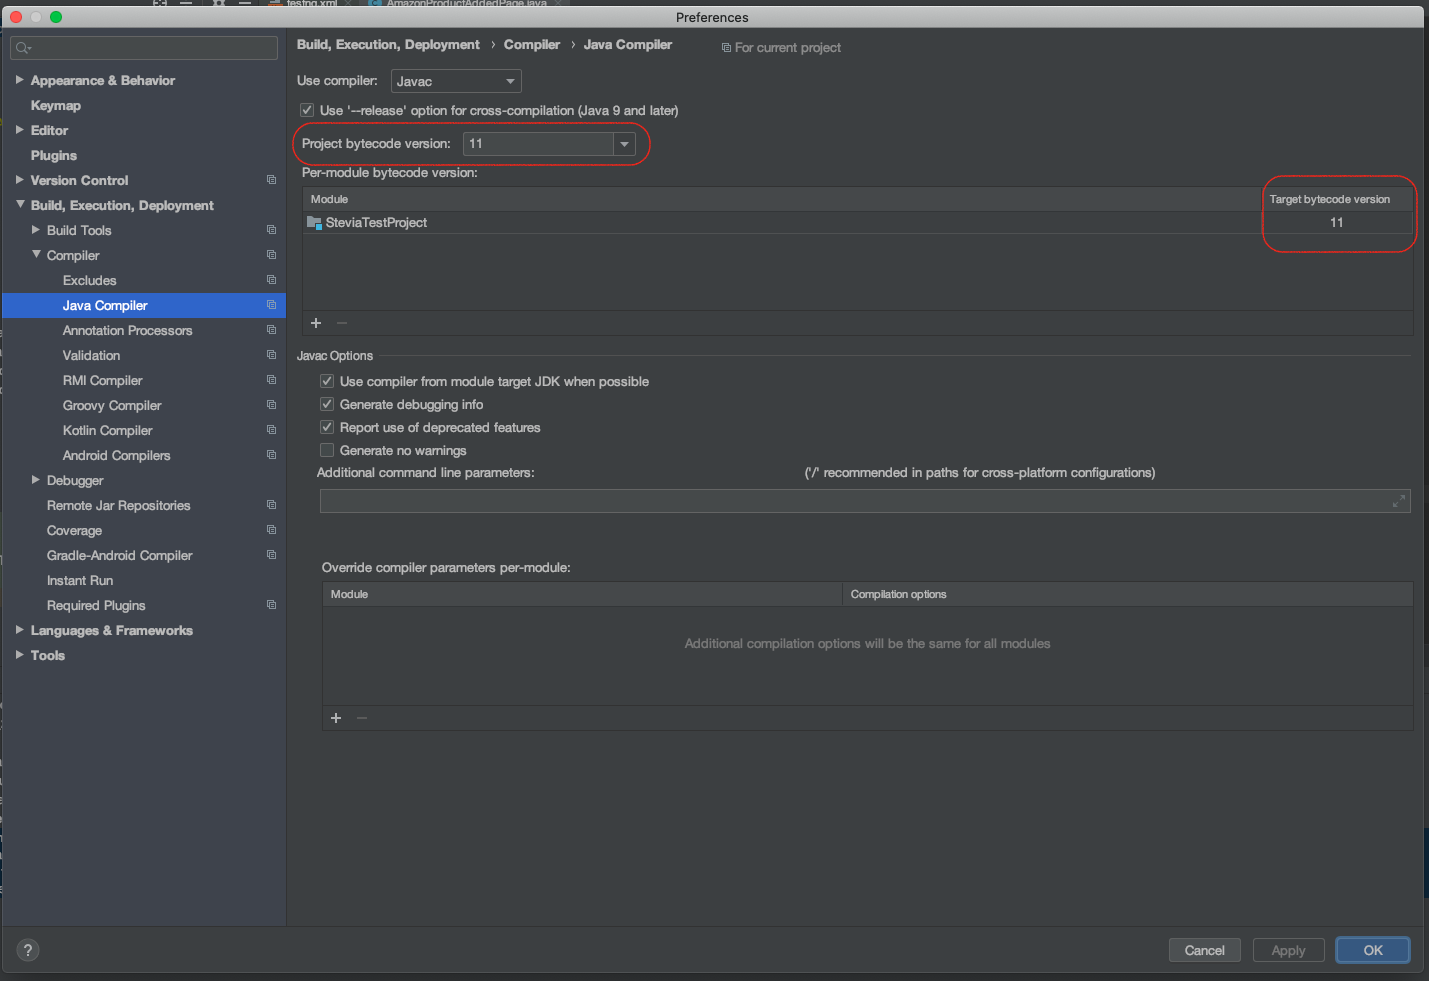 testng.xml AmazonProductAddedPage.java
Preferences
Appearance & Behavior
Keymap
Editor
Plugins
Version Control
Build, Execution, Deployment
Build Tools
Compiler
Excludes
Java Compiler
Annotation Processors
Validation
RMI Compiler
Groovy Compiler
Kotlin Compiler
Android Compilers
Debugger
Remote Jar Repositories
Coverage
Gradle-Android Compiler
Instant Run
Required Plugins
Languages & Frameworks
Tools
Build, Execution, Deployment › Compiler › Java Compiler For current project
Use compiler: Javac
Use '--release' option for cross-compilation (Java 9 and later)
Project bytecode version: 11
Per-module bytecode version:
Module Target bytecode version
SteviaTestProject 11
+ −
Javac Options
Use compiler from module target JDK when possible
Generate debugging info
Report use of deprecated features
Generate no warnings
Additional command line parameters: ('/' recommended in paths for cross-platform configurations)
Override compiler parameters per-module:
Module Compilation options
Additional compilation options will be the same for all modules
+ −
? Cancel Apply OK